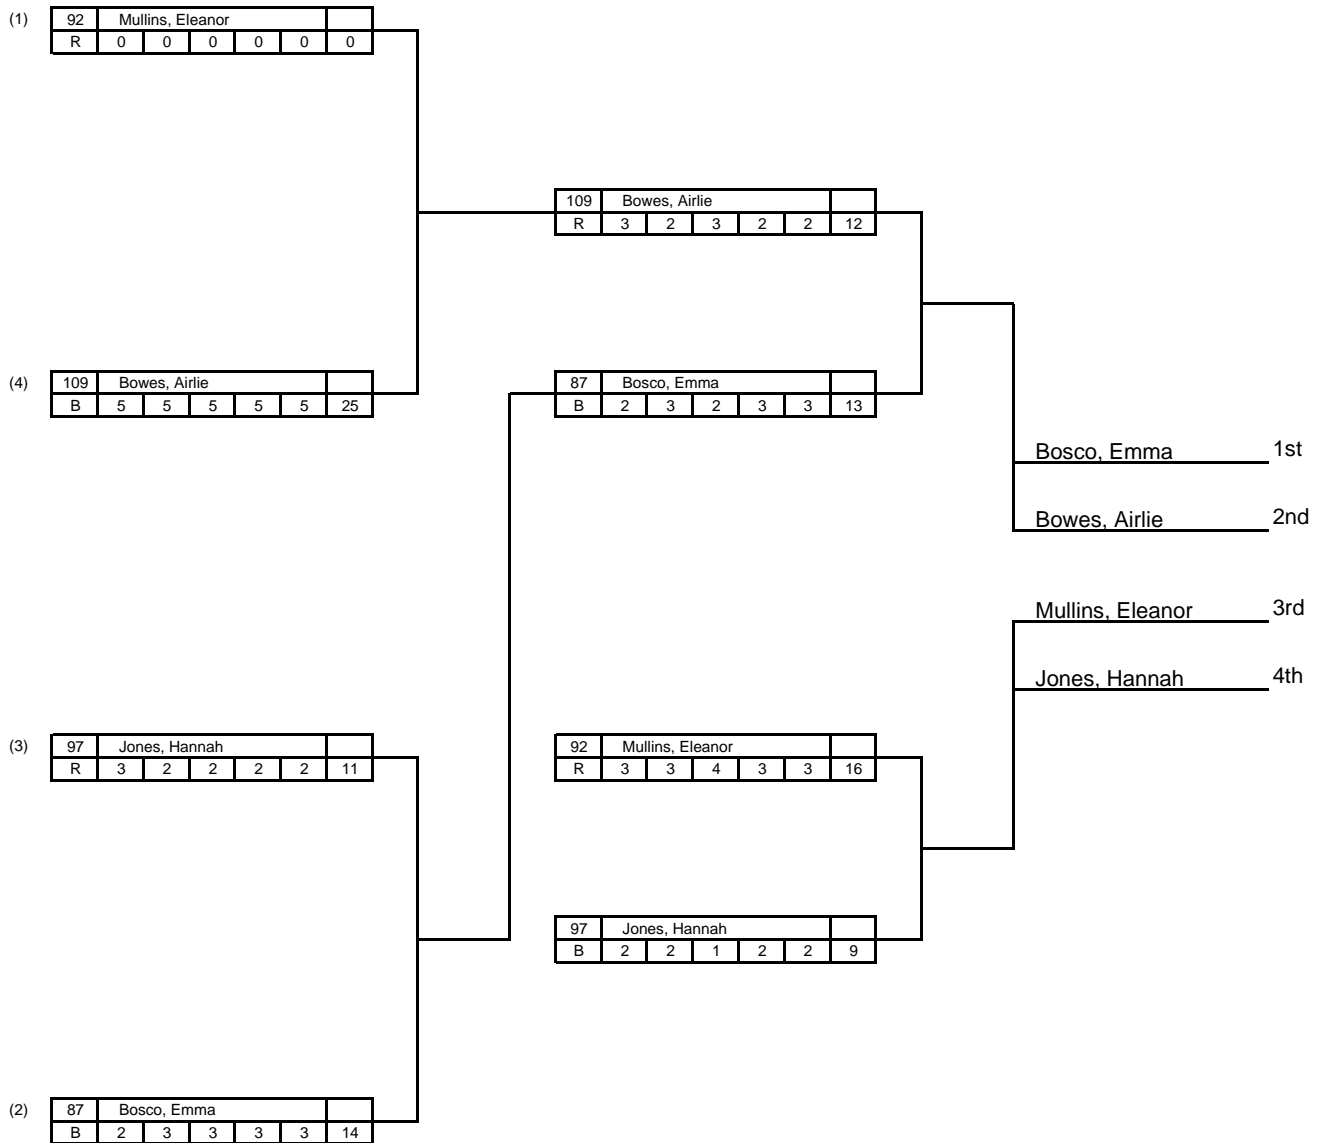 (1) 92 Mullins, Eleanor
R 0 0 0 0 0 0
109 Bowes, Airlie
R 3 2 3 2 2 12
(4) 109 Bowes, Airlie
B 5 5 5 5 5 25
87 Bosco, Emma
B 2 3 2 3 3 13
Bosco, Emma 1st
Bowes, Airlie 2nd
Mullins, Eleanor 3rd
Jones, Hannah 4th
(3) 97 Jones, Hannah
R 3 2 2 2 2 11
92 Mullins, Eleanor
R 3 3 4 3 3 16
97 Jones, Hannah
B 2 2 1 2 2 9
(2) 87 Bosco, Emma
B 2 3 3 3 3 14